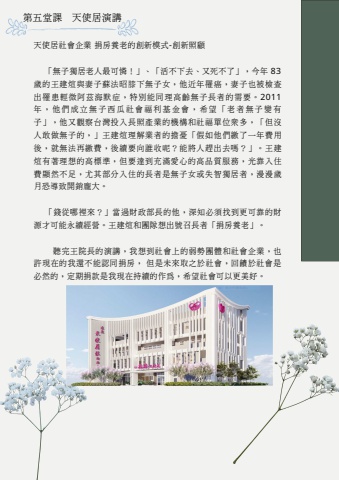 第五堂課　天使居演講
天使居社會企業 捐房養老的創新模式-創新照顧
「無子獨居老人最可憐！」、「活不下去、又死不了」，今年 83
歲的王建煊與妻子蘇法昭膝下無子女，他近年罹癌，妻子也被檢查
出罹患輕微阿茲海默症，特別能同理高齡無子長者的需要。2011
年，他們成立無子西瓜社會福利基金會，希望「老者無子變有
子」。他又觀察台灣投入長照產業的機構和社福單位眾多，「但沒
人敢做無子的。」王建煊理解業者的擔憂「假如他們繳了一年費用
後，就無法再繳費，後續要向誰收呢？能將人趕出去嗎？」。王建
煊有著理想的高標準，但要達到充滿愛心的高品質服務，光靠入住
費顯然不足，尤其部分入住的長者是無子女或失智獨居者，漫漫歲
月恐導致開銷龐大。
「錢從哪裡來？」當過財政部長的他，深知必須找到更可靠的財
源才可能永續經營。王建煊和團隊想出號召長者「捐房養老」。
聽完王院長的演講，我想到社會上的弱勢團體和社會企業，也
許現在的我還不能認同捐房， 但是未來取之於社會，回饋於社會是
必然的，定期捐款是我現在持續的作為，希望社會可以更美好。